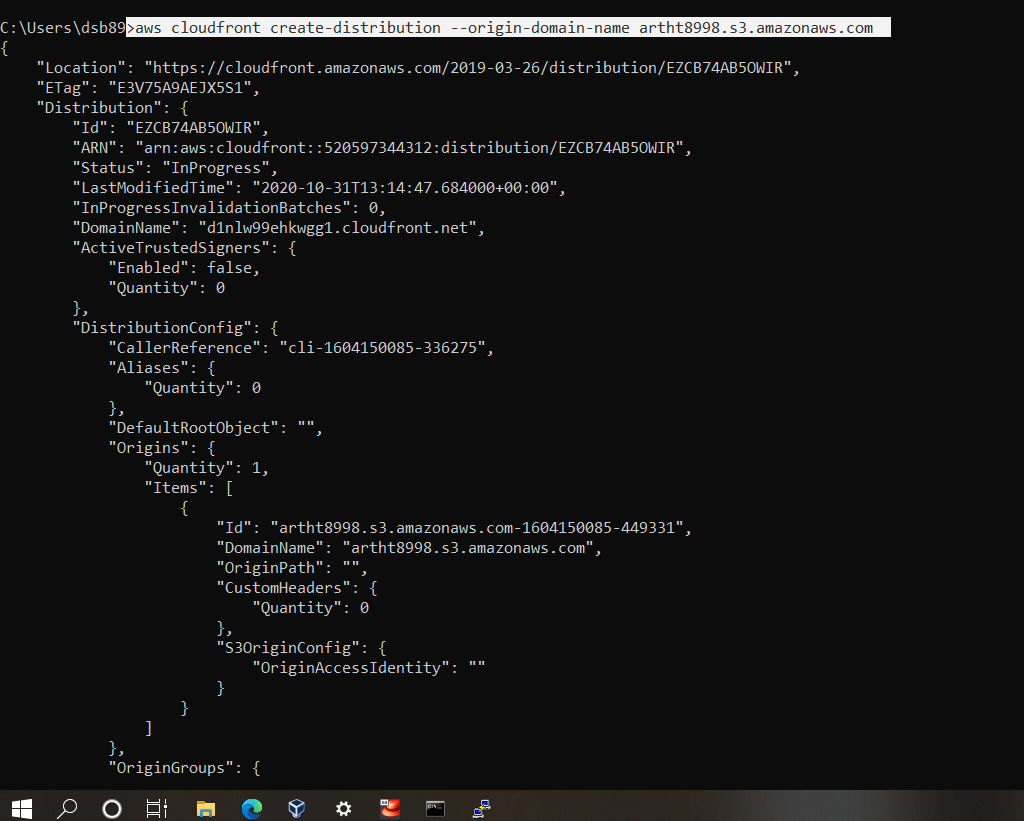 C:\Users\dsb89>aws cloudfront create-distribution --origin-domain-name artht8998.s3.amazonaws.com
{
    "Location": "https://cloudfront.amazonaws.com/2019-03-26/distribution/EZCB74AB5OWIR",
    "ETag": "E3V75A9AEJX5S1",
    "Distribution": {
        "Id": "EZCB74AB5OWIR",
        "ARN": "arn:aws:cloudfront::520597344312:distribution/EZCB74AB5OWIR",
        "Status": "InProgress",
        "LastModifiedTime": "2020-10-31T13:14:47.684000+00:00",
        "InProgressInvalidationBatches": 0,
        "DomainName": "d1nlw99ehkwgg1.cloudfront.net",
        "ActiveTrustedSigners": {
            "Enabled": false,
            "Quantity": 0
        },
        "DistributionConfig": {
            "CallerReference": "cli-1604150085-336275",
            "Aliases": {
                "Quantity": 0
            },
            "DefaultRootObject": "",
            "Origins": {
                "Quantity": 1,
                "Items": [
                    {
                        "Id": "artht8998.s3.amazonaws.com-1604150085-449331",
                        "DomainName": "artht8998.s3.amazonaws.com",
                        "OriginPath": "",
                        "CustomHeaders": {
                            "Quantity": 0
                        },
                        "S3OriginConfig": {
                            "OriginAccessIdentity": ""
                        }
                    }
                ]
            },
            "OriginGroups": {